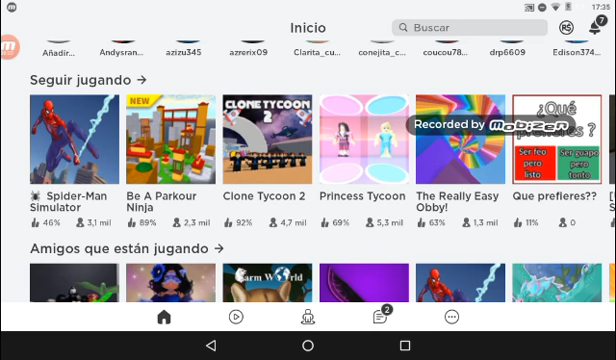 17:35
Inicio
Buscar
R$
7
Añadir...
Andysran...
azizu345
azrerix09
Clarita_cu...
conejita_c...
coucou78...
drp6609
Edison374...
Seguir jugando →
NEW
CLONE TYCOON 2
¿Qué prefieres ?
Ser feo pero listo
Ser guapo pero tonto
Recorded by mobizen
Spider-Man Simulator
Be A Parkour Ninja
Clone Tycoon 2
Princess Tycoon
The Really Easy Obby!
Que prefieres??
46% 3,1 mil
89% 2,3 mil
92% 4,7 mil
69% 5,3 mil
63% 1,3 mil
11% 0
Amigos que están jugando →
Farm World
2